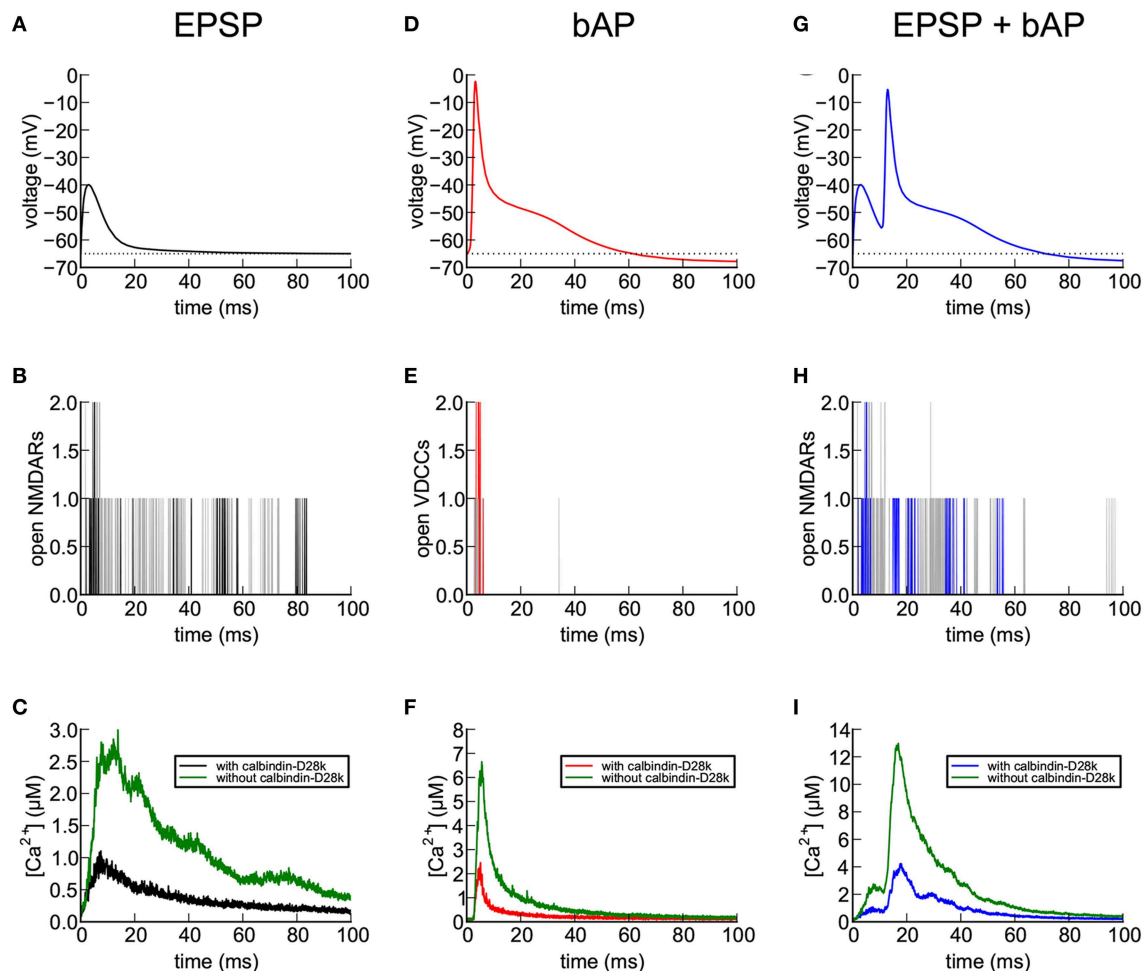 A EPSP D bAP G EPSP + bAP
0
−10
−20
−30
−40
−50
−60
−70
voltage (mV)
0 20 40 60 80 100
time (ms)
0
−10
−20
−30
−40
−50
−60
−70
voltage (mV)
0 20 40 60 80 100
time (ms)
0
−10
−20
−30
−40
−50
−60
−70
voltage (mV)
0 20 40 60 80 100
time (ms)
B
2.0
1.5
1.0
0.5
0.0
open NMDARs
0 20 40 60 80 100
time (ms)
E
2.0
1.5
1.0
0.5
0.0
open VDCCs
0 20 40 60 80 100
time (ms)
H
2.0
1.5
1.0
0.5
0.0
open NMDARs
0 20 40 60 80 100
time (ms)
C
3.0
2.5
2.0
1.5
1.0
0.5
0.0
[Ca²⁺] (μM)
with calbindin-D28k
without calbindin-D28k
0 20 40 60 80 100
time (ms)
F
8
7
6
5
4
3
2
1
0
[Ca²⁺] (μM)
with calbindin-D28k
without calbindin-D28k
0 20 40 60 80 100
time (ms)
I
14
12
10
8
6
4
2
0
[Ca²⁺] (μM)
with calbindin-D28k
without calbindin-D28k
0 20 40 60 80 100
time (ms)